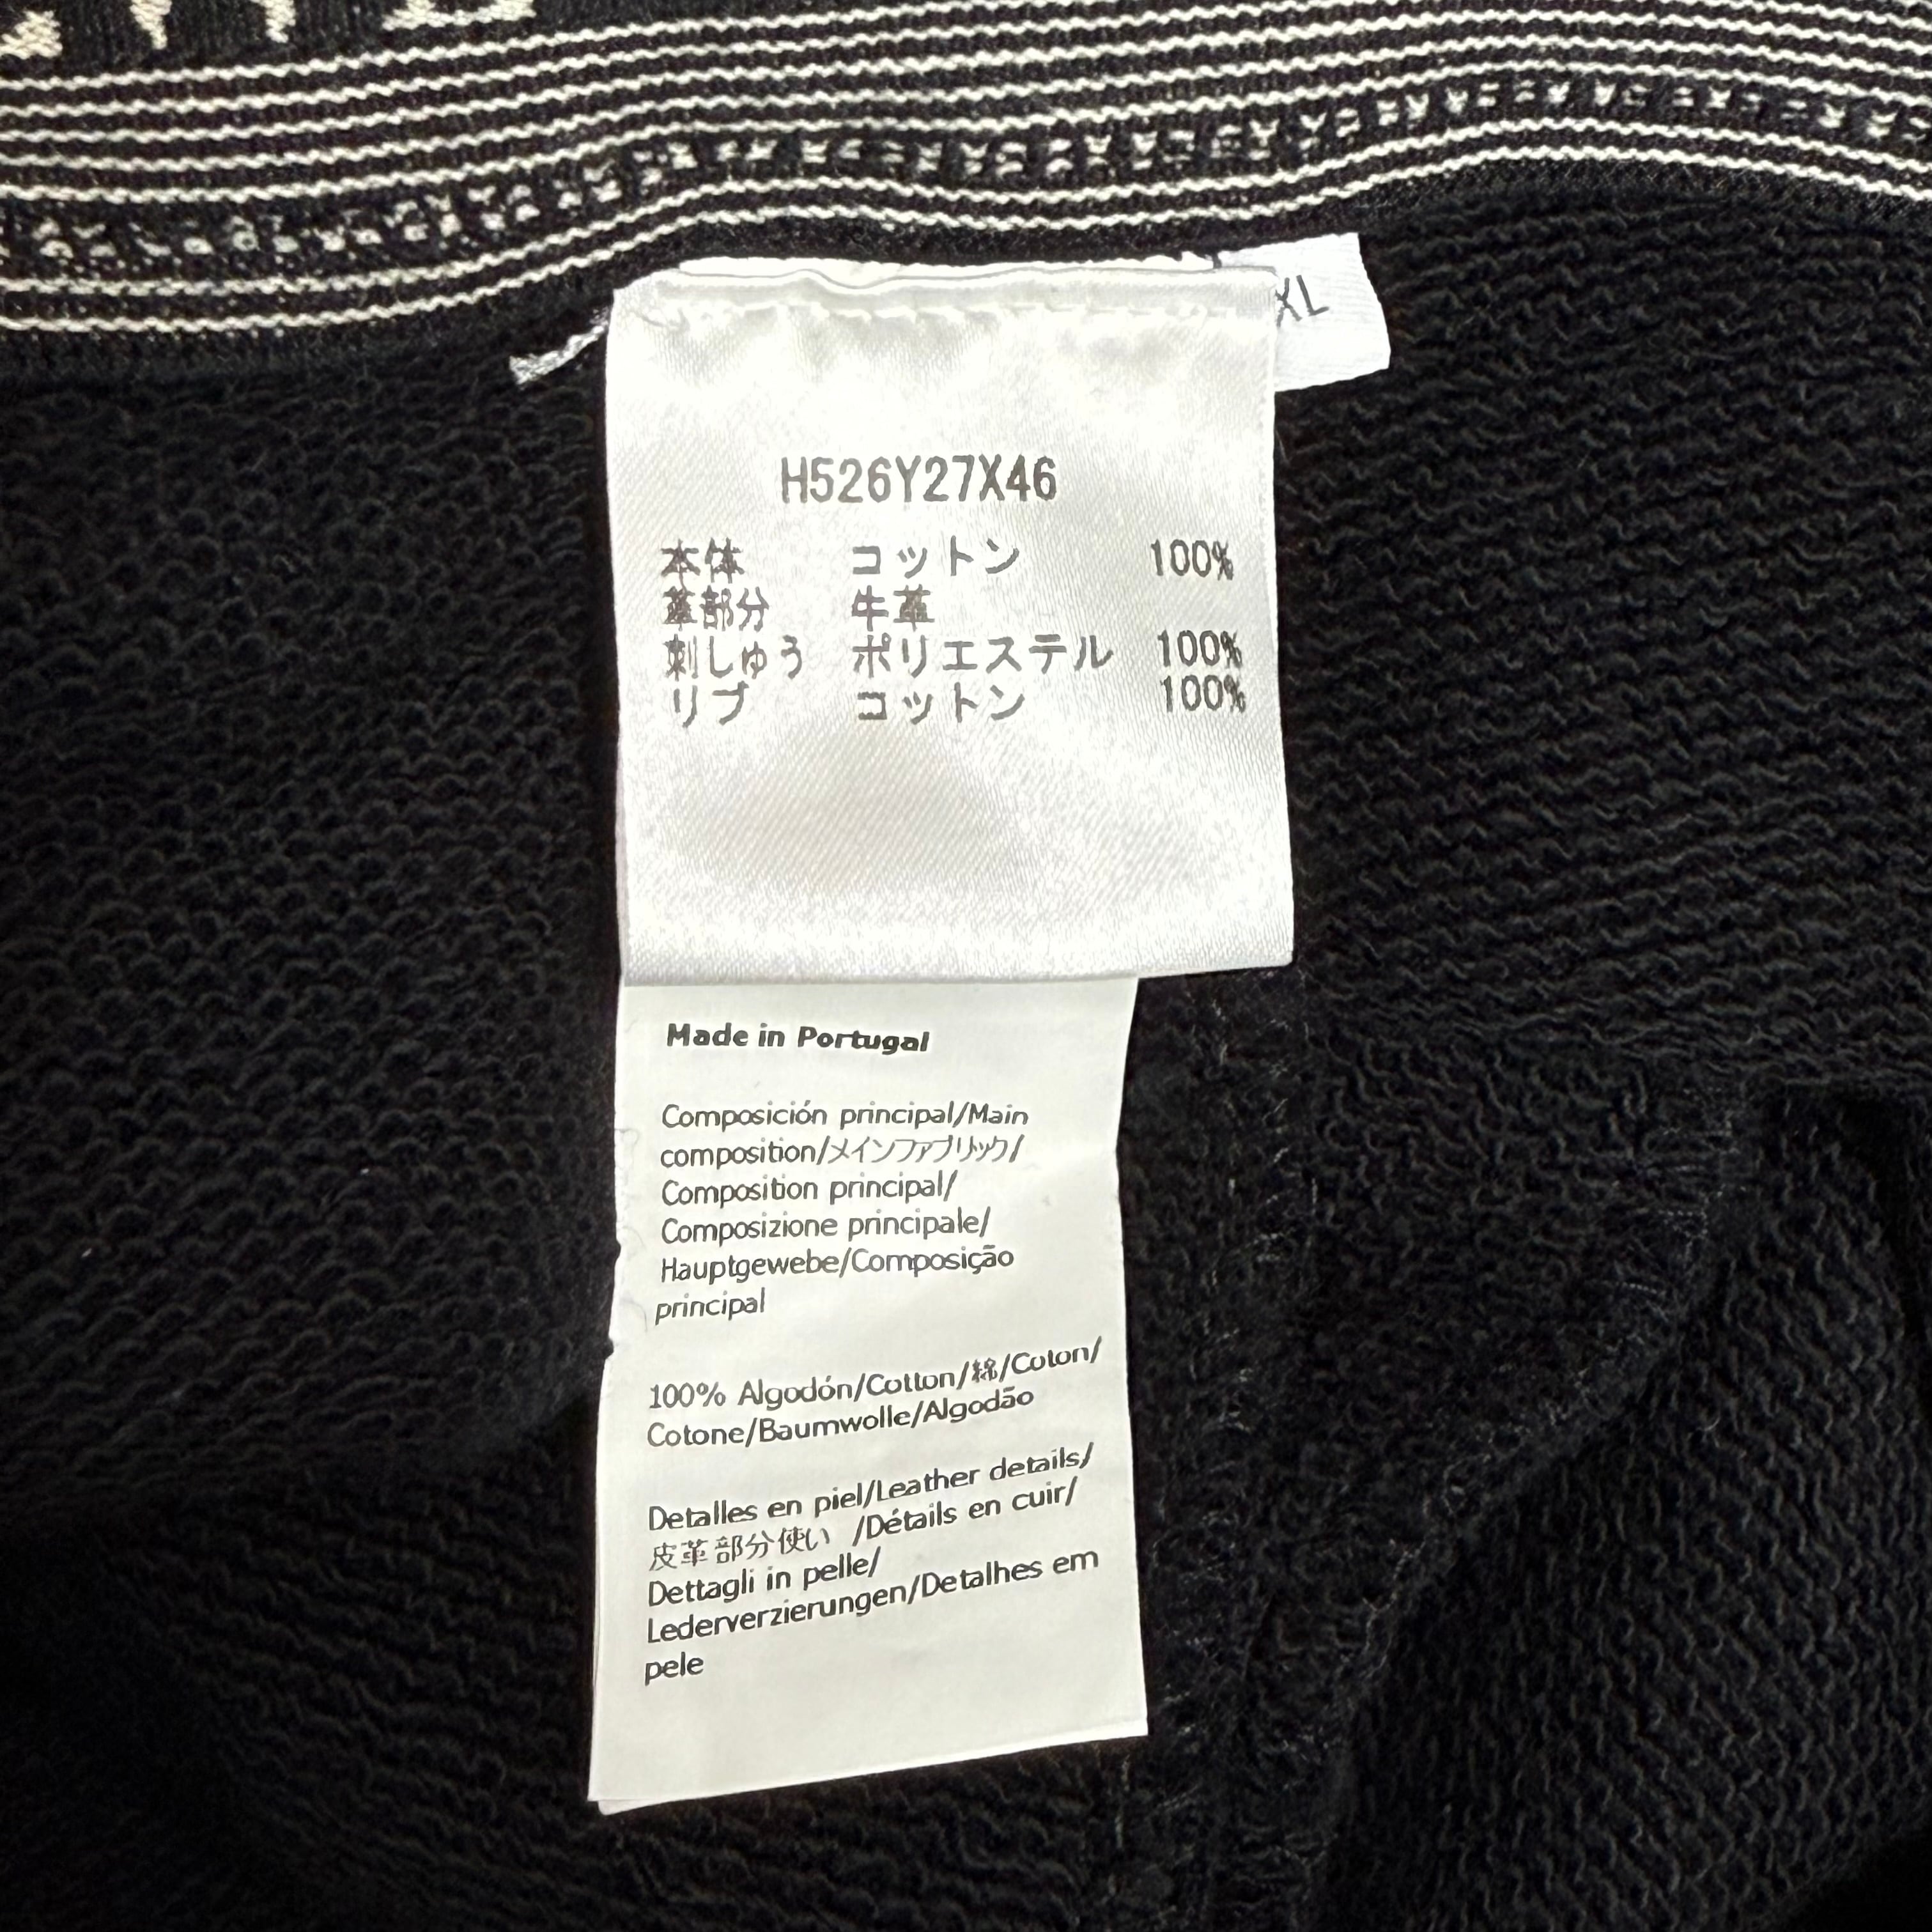 XL
H526Y27X46
本体 コットン 100%
革部分 牛革
刺しゅう ポリエステル 100%
リブ コットン 100%
Made in Portugal
Composición principal/Main
composition/メインファブリック/
Composition principal/
Composizione principale/
Hauptgewebe/Composição
principal
100% Algodón/Cotton/綿/Coton/
Cotone/Baumwolle/Algodão
Detalles en piel/Leather details/
皮革部分使い /Détails en cuir/
Dettagli in pelle/
Lederverzierungen/Detalhes em
pele